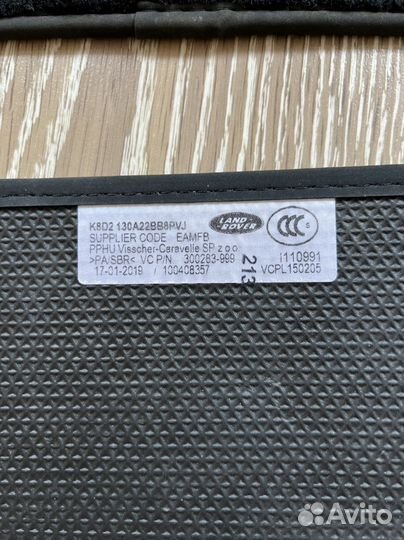 K8D2 130A22BB8PVJ
LAND-ROVER
CCC S
SUPPLIER CODE EAMFB
PPHU Visscher-Caravelle SP. z o.o
>PA/SBR< VC P/N 300283-999
I110991
17-01-2019 / 100408357
VCPL150205
213
Avito